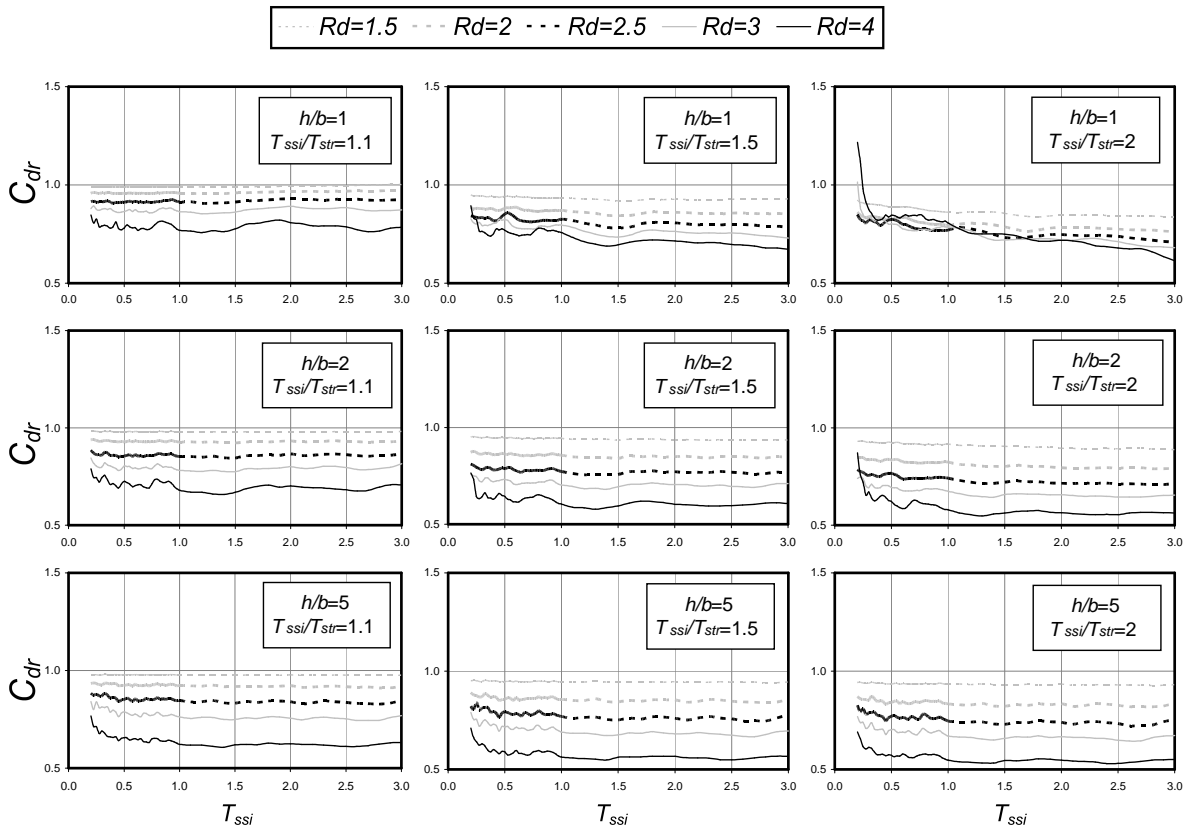 Rd=1.5 Rd=2 Rd=2.5 Rd=3 Rd=4
1.5 1.5 1.5
h/b=1 h/b=1 h/b=1
Tssi/Tstr=1.1 Tssi/Tstr=1.5 Tssi/Tstr=2
Cdr
1.0 1.0 1.0
0.5 0.5 0.5
0.0 0.5 1.0 1.5 2.0 2.5 3.0 0.0 0.5 1.0 1.5 2.0 2.5 3.0 0.0 0.5 1.0 1.5 2.0 2.5 3.0
1.5 1.5 1.5
h/b=2 h/b=2 h/b=2
Tssi/Tstr=1.1 Tssi/Tstr=1.5 Tssi/Tstr=2
Cdr
1.0 1.0 1.0
0.5 0.5 0.5
0.0 0.5 1.0 1.5 2.0 2.5 3.0 0.0 0.5 1.0 1.5 2.0 2.5 3.0 0.0 0.5 1.0 1.5 2.0 2.5 3.0
1.5 1.5 1.5
h/b=5 h/b=5 h/b=5
Tssi/Tstr=1.1 Tssi/Tstr=1.5 Tssi/Tstr=2
Cdr
1.0 1.0 1.0
0.5 0.5 0.5
0.0 0.5 1.0 1.5 2.0 2.5 3.0 0.0 0.5 1.0 1.5 2.0 2.5 3.0 0.0 0.5 1.0 1.5 2.0 2.5 3.0
Tssi Tssi Tssi